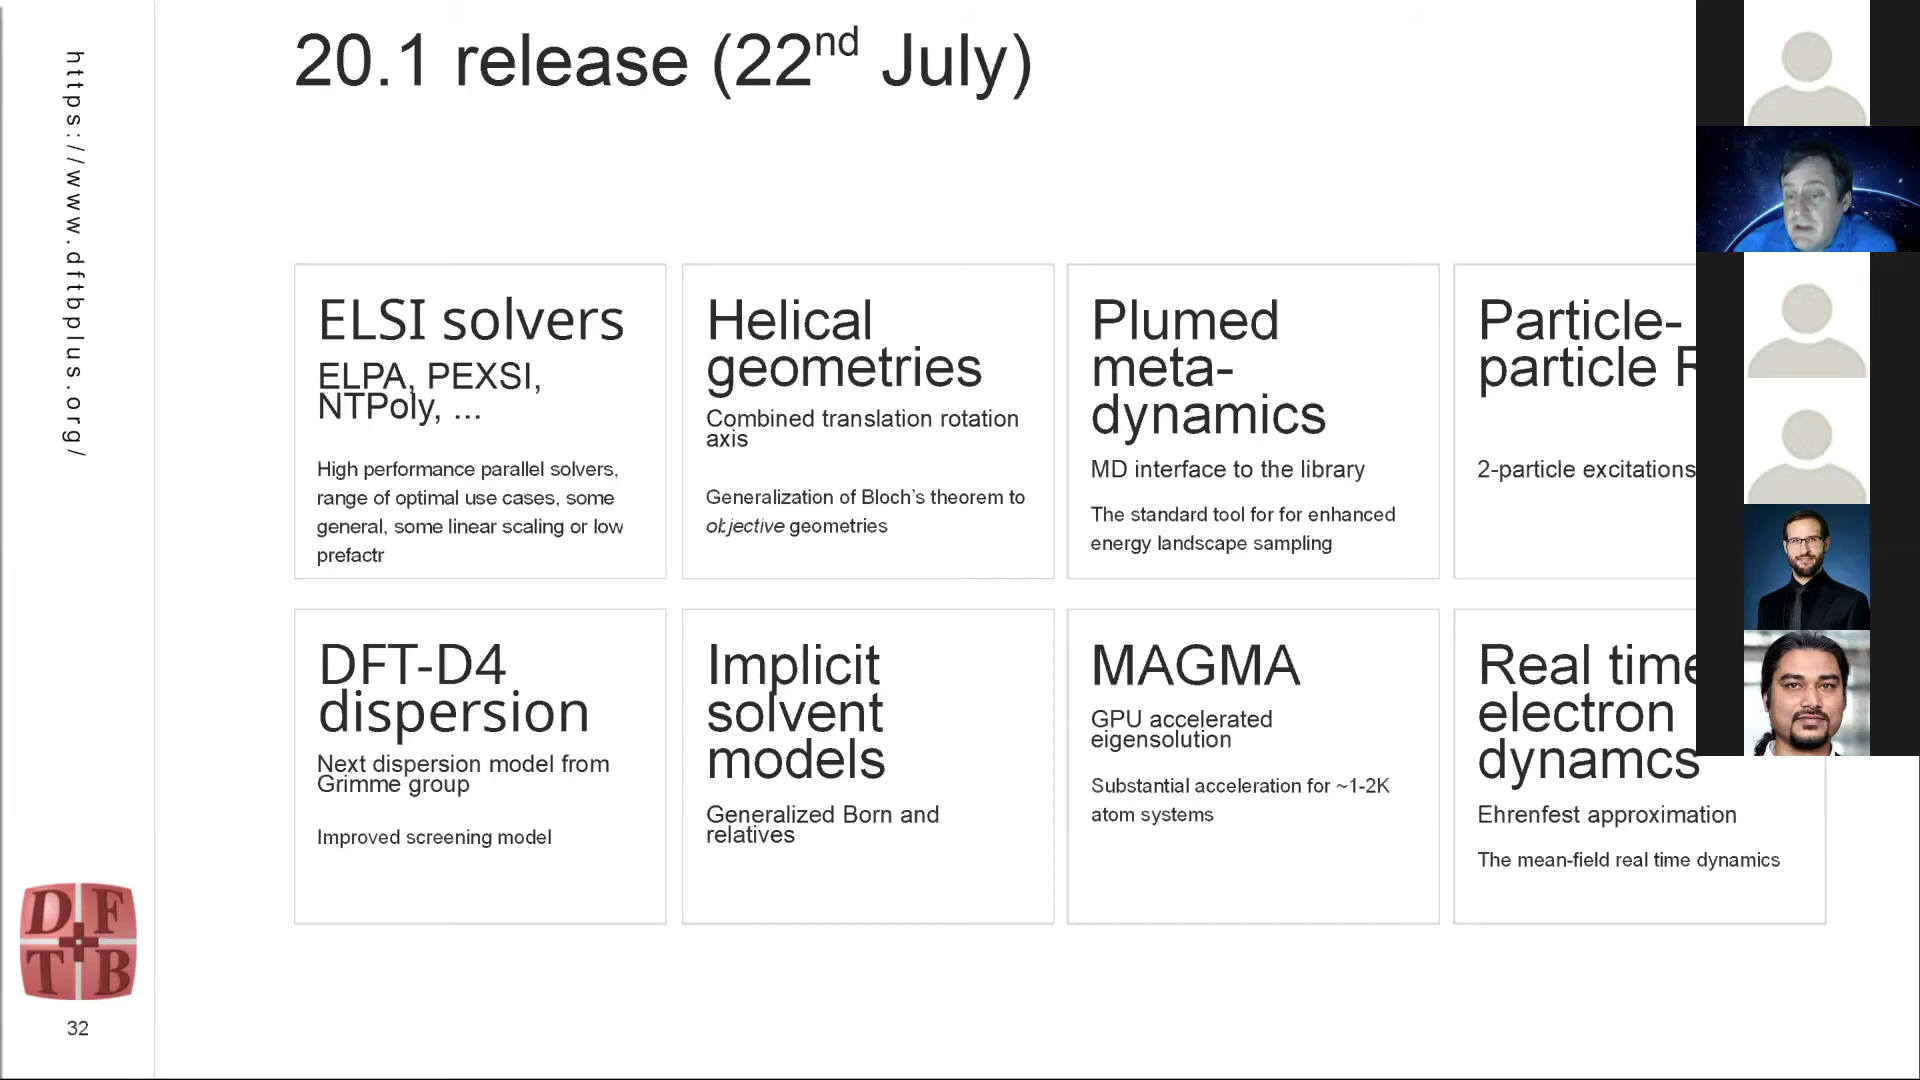 https://www.dftbplus.org/
20.1 release (22nd July)
ELSI solvers
ELPA, PEXSI,
NTPoly, ...
High performance parallel solvers,
range of optimal use cases, some
general, some linear scaling or low
prefactr
Helical
geometries
Combined translation rotation
axis
Generalization of Bloch's theorem to
objective geometries
Plumed
meta-
dynamics
MD interface to the library
The standard tool for for enhanced
energy landscape sampling
Particle-
particle
2-particle excitations
DFT-D4
dispersion
Next dispersion model from
Grimme group
Improved screening model
Implicit
solvent
models
Generalized Born and
relatives
MAGMA
GPU accelerated
eigensolution
Substantial acceleration for ~1-2K
atom systems
Real time
electron
dynamcs
Ehrenfest approximation
The mean-field real time dynamics
DF
TB
32